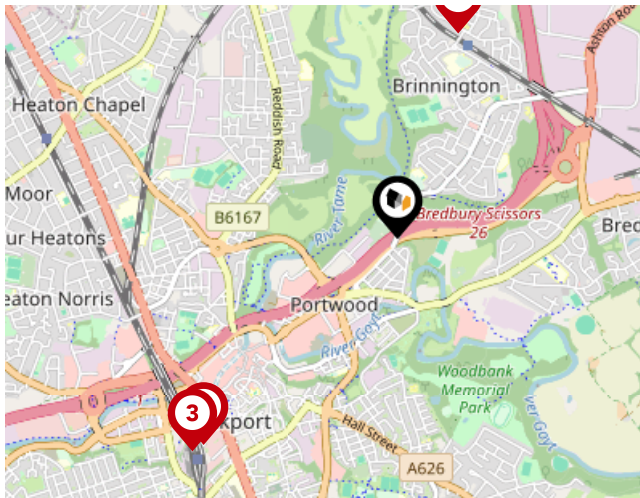 Ashton Roa
Brinnington
Heaton Chapel
Reddish Road
Moor
B6167
River Tame
Bredbury Scissors
26
Bred
ur Heatons
eaton Norris
Portwood
River Goyt
Woodbank
Memorial
Park
ver Goyt
3
kport
Hall Street
A626